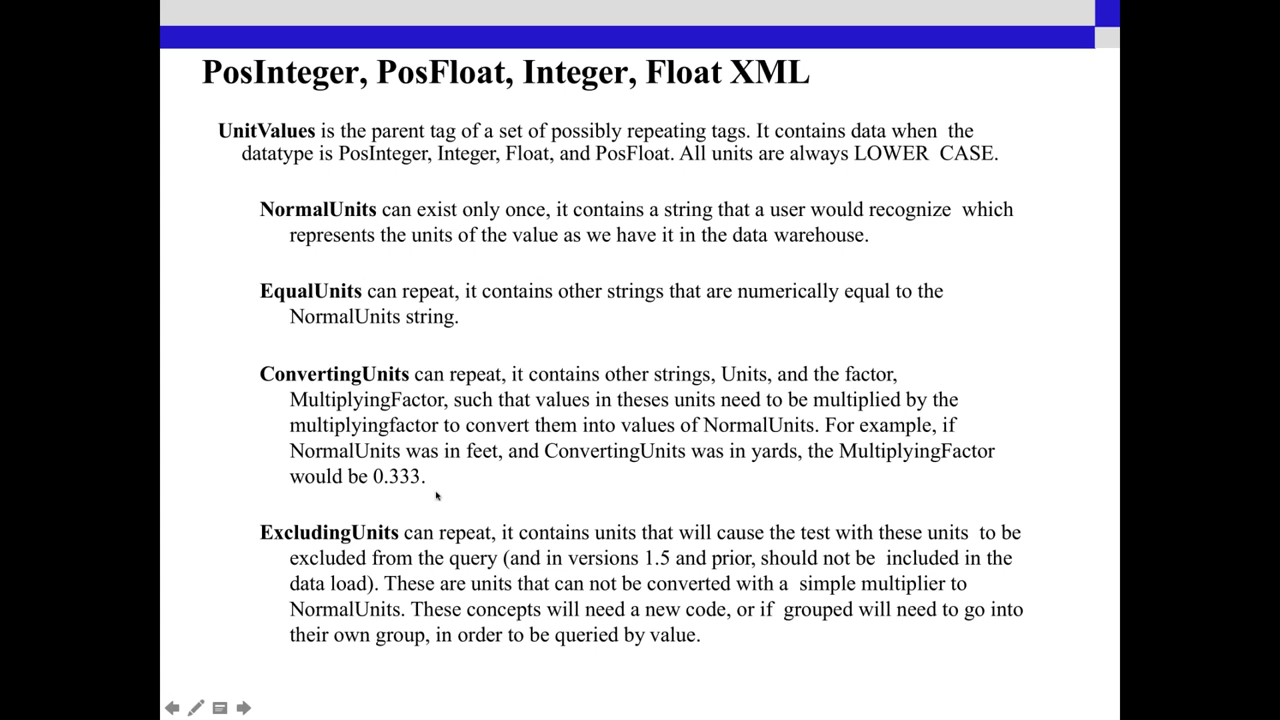 PosInteger, PosFloat, Integer, Float XML
UnitValues is the parent tag of a set of possibly repeating tags. It contains data when the
datatype is PosInteger, Integer, Float, and PosFloat. All units are always LOWER CASE.
NormalUnits can exist only once, it contains a string that a user would recognize which
represents the units of the value as we have it in the data warehouse.
EqualUnits can repeat, it contains other strings that are numerically equal to the
NormalUnits string.
ConvertingUnits can repeat, it contains other strings, Units, and the factor,
MultiplyingFactor, such that values in theses units need to be multiplied by the
multiplyingfactor to convert them into values of NormalUnits. For example, if
NormalUnits was in feet, and ConvertingUnits was in yards, the MultiplyingFactor
would be 0.333.
ExcludingUnits can repeat, it contains units that will cause the test with these units to be
excluded from the query (and in versions 1.5 and prior, should not be included in the
data load). These are units that can not be converted with a simple multiplier to
NormalUnits. These concepts will need a new code, or if grouped will need to go into
their own group, in order to be queried by value.